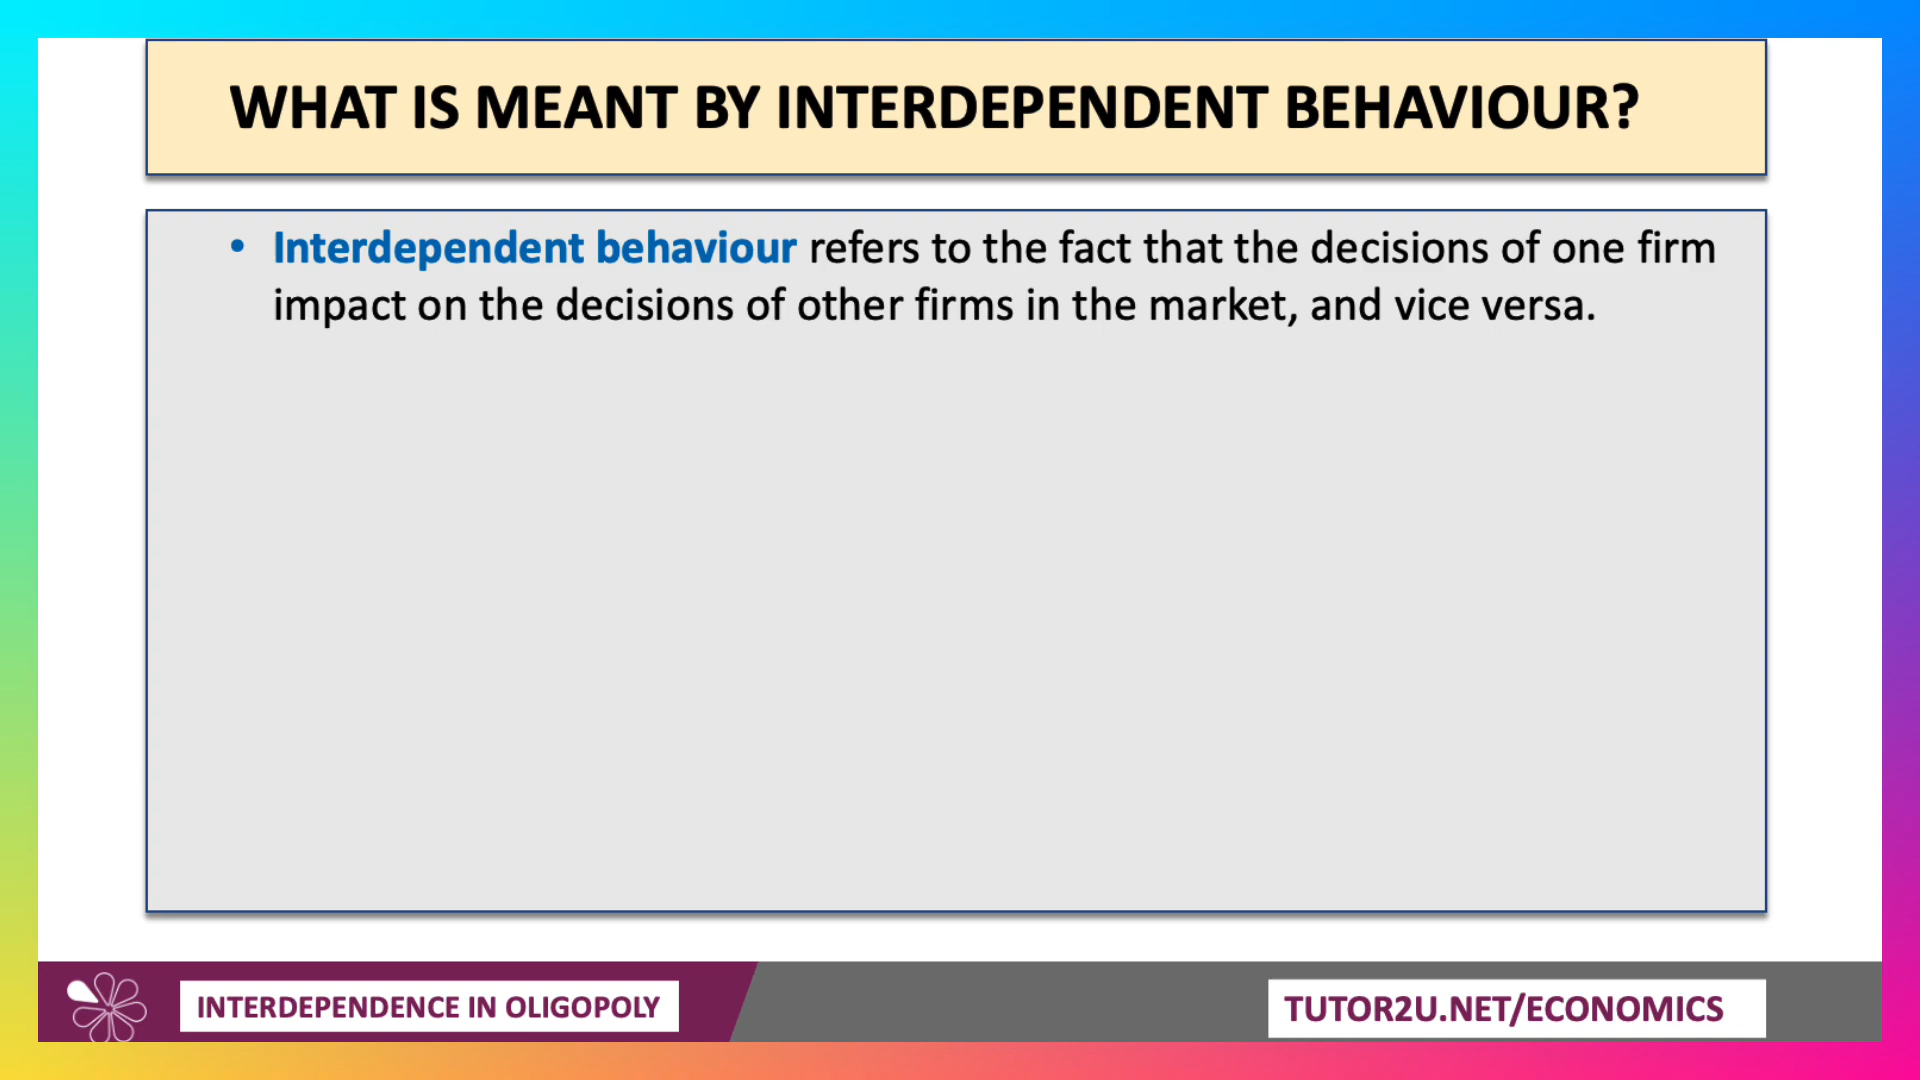 WHAT IS MEANT BY INTERDEPENDENT BEHAVIOUR?
• Interdependent behaviour refers to the fact that the decisions of one firm
impact on the decisions of other firms in the market, and vice versa.
INTERDEPENDENCE IN OLIGOPOLY
TUTOR2U.NET/ECONOMICS